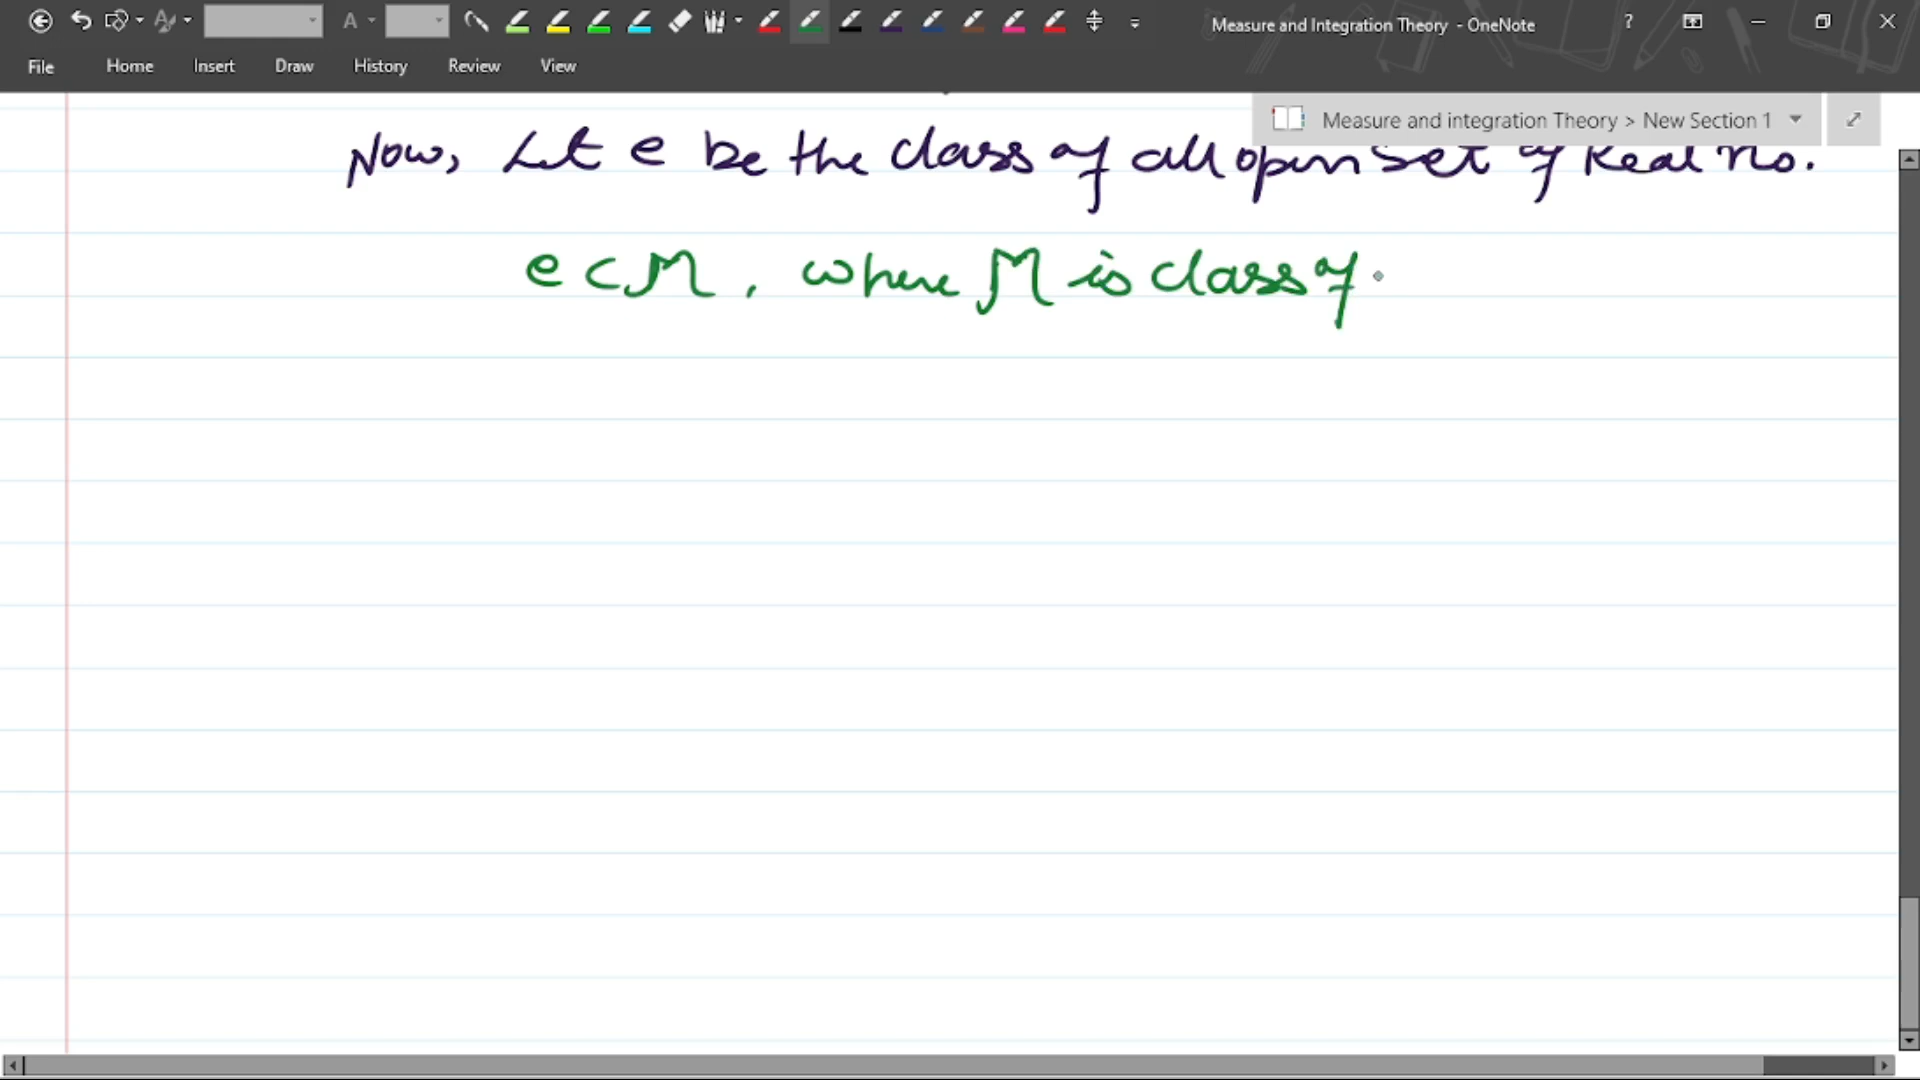 Measure and Integration Theory - OneNote
File Home Insert Draw History Review View
Measure and integration Theory > New Section 1
Now, Let e be the class of all open set of Real no.
e ⊂ M, where M is class of